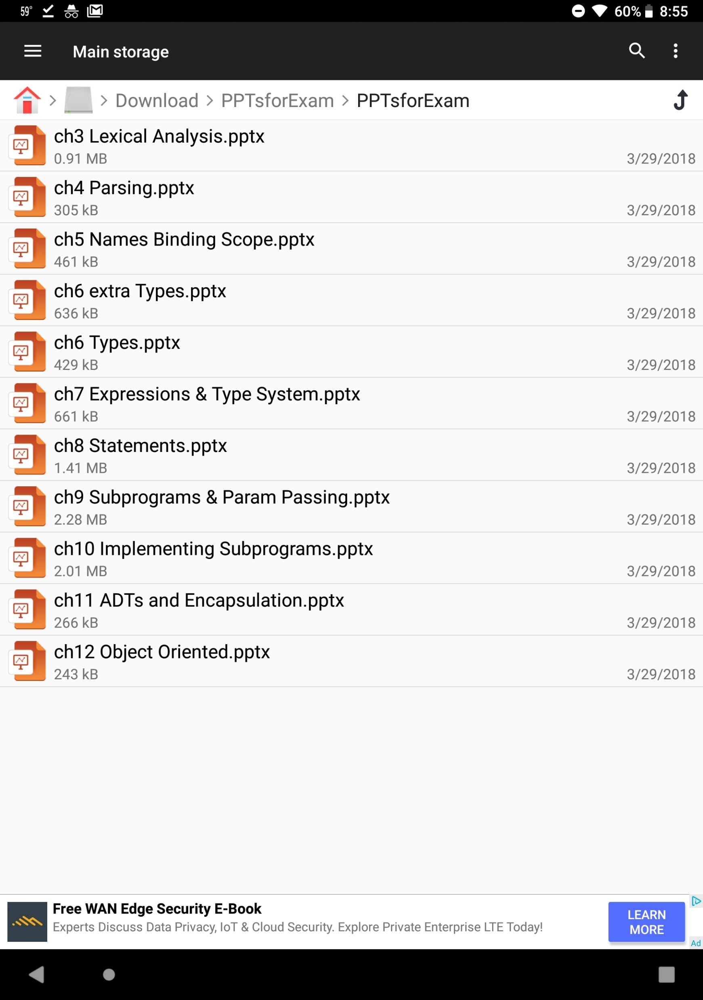 59° 60% 8:55
Main storage
Download > PPTsforExam > PPTsforExam
ch3 Lexical Analysis.pptx
0.91 MB 3/29/2018
ch4 Parsing.pptx
305 kB 3/29/2018
ch5 Names Binding Scope.pptx
461 kB 3/29/2018
ch6 extra Types.pptx
636 kB 3/29/2018
ch6 Types.pptx
429 kB 3/29/2018
ch7 Expressions & Type System.pptx
661 kB 3/29/2018
ch8 Statements.pptx
1.41 MB 3/29/2018
ch9 Subprograms & Param Passing.pptx
2.28 MB 3/29/2018
ch10 Implementing Subprograms.pptx
2.01 MB 3/29/2018
ch11 ADTs and Encapsulation.pptx
266 kB 3/29/2018
ch12 Object Oriented.pptx
243 kB 3/29/2018
Free WAN Edge Security E-Book
Experts Discuss Data Privacy, IoT & Cloud Security. Explore Private Enterprise LTE Today!
LEARN
MORE
Ad